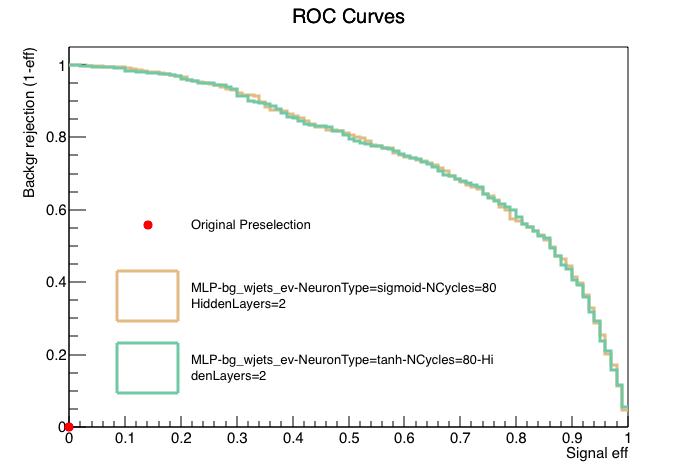 ROC Curves
Backgr rejection (1-eff)
1
0.8
0.6
0.4
0.2
0
Original Preselection
MLP-bg_wjets_ev-NeuronType=sigmoid-NCycles=80
HiddenLayers=2
MLP-bg_wjets_ev-NeuronType=tanh-NCycles=80-Hi
denLayers=2
0 0.1 0.2 0.3 0.4 0.5 0.6 0.7 0.8 0.9 1
Signal eff